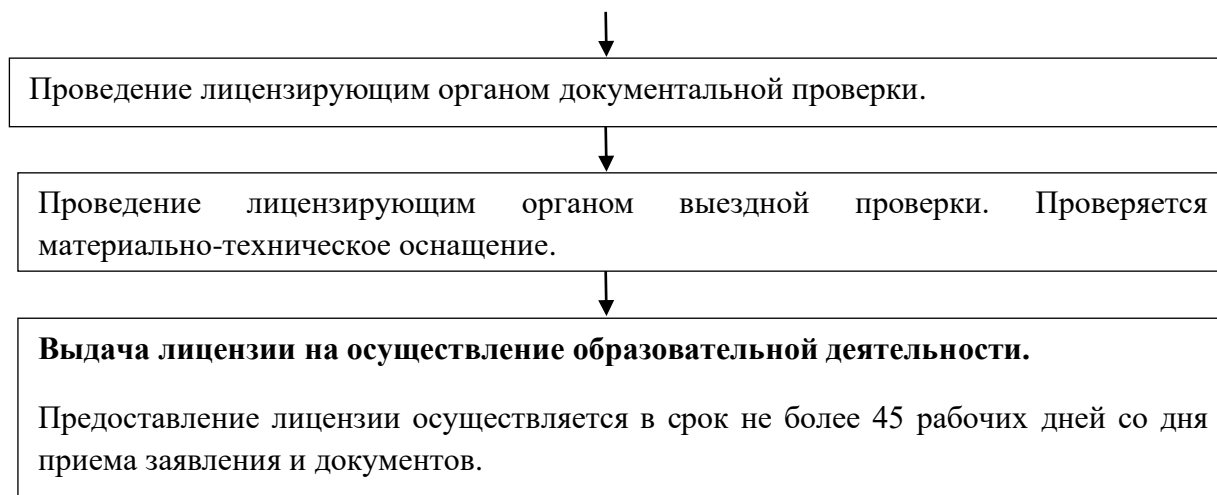 Проведение лицензирующим органом документальной проверки.
Проведение лицензирующим органом выездной проверки. Проверяется
материально-техническое оснащение.
Выдача лицензии на осуществление образовательной деятельности.
Предоставление лицензии осуществляется в срок не более 45 рабочих дней со дня
приема заявления и документов.